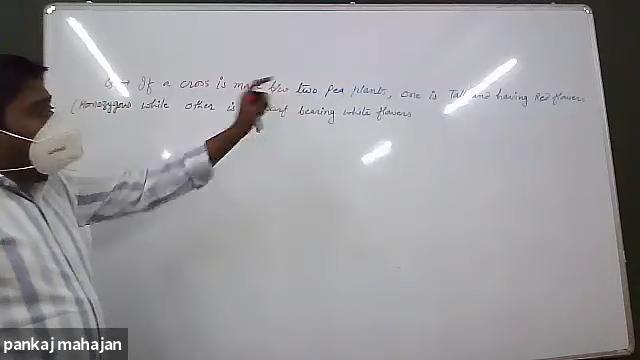 Q → If a cross is made b/w two Pea plants, One is Tall and having Red flowers
(Homozygous while other is bearing white flowers
pankaj mahajan